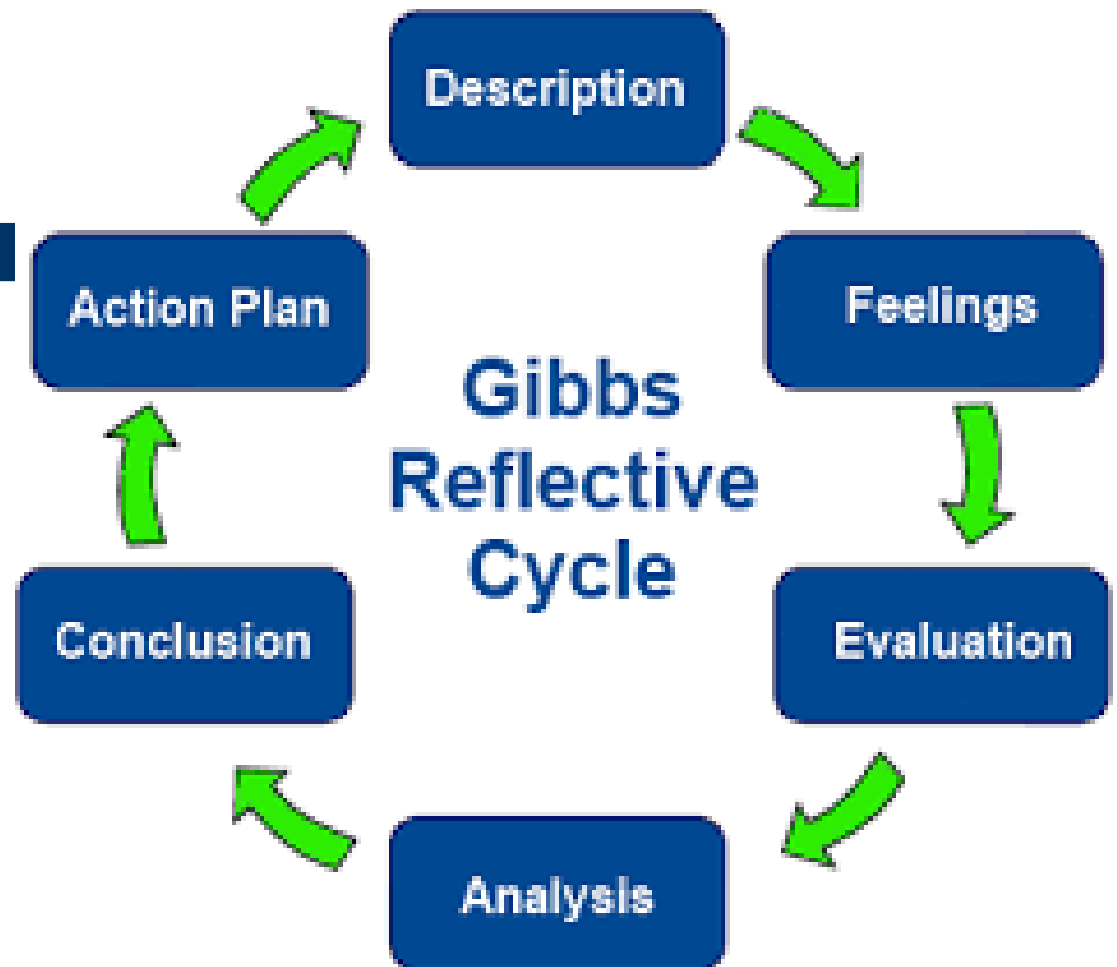 Description
Feelings
Evaluation
Analysis
Conclusion
Action Plan
Gibbs
Reflective
Cycle